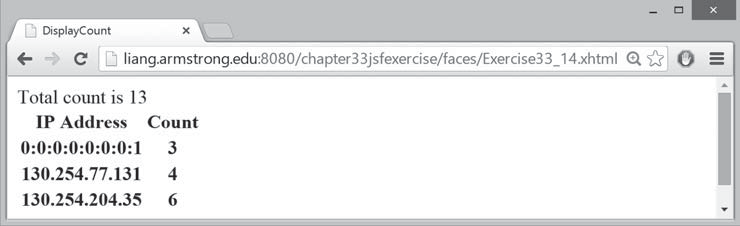 DisplayCount
liang.armstrong.edu:8080/chapter33jsfexercise/faces/Exercise33_14.xhtml
Total count is 13
IP Address Count
0:0:0:0:0:0:0:1 3
130.254.77.131 4
130.254.204.35 6